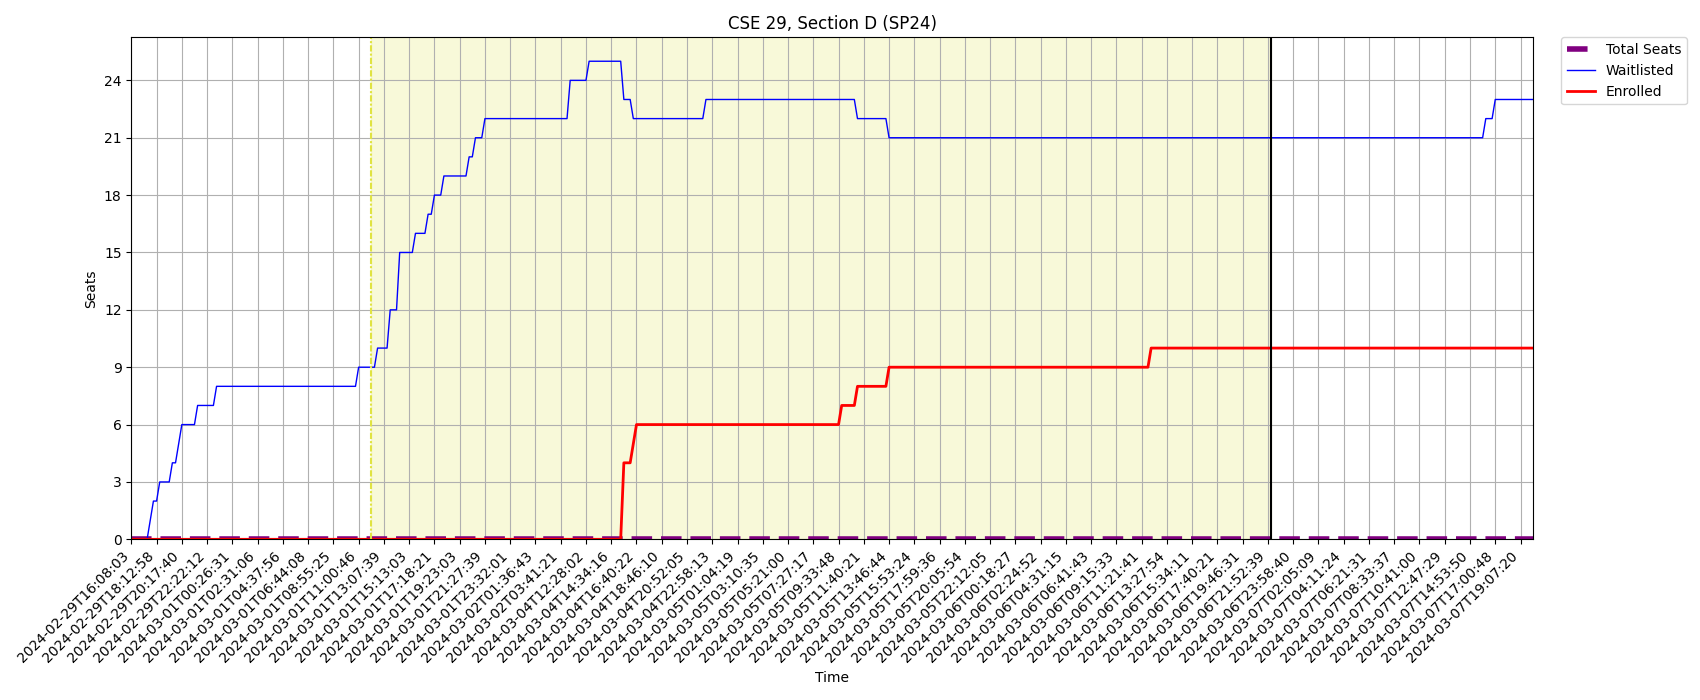 CSE 29, Section D (SP24)
Total Seats
Waitlisted
Enrolled
Seats
24
21
18
15
12
9
6
3
0
2024-02-29T16:08:03
2024-02-29T18:12:58
2024-02-29T20:17:40
2024-02-29T22:22:12
2024-03-01T00:26:31
2024-03-01T02:31:06
2024-03-01T04:37:56
2024-03-01T06:44:08
2024-03-01T08:55:25
2024-03-01T11:00:46
2024-03-01T13:07:39
2024-03-01T15:13:03
2024-03-01T17:18:21
2024-03-01T19:23:03
2024-03-01T21:27:39
2024-03-01T23:32:01
2024-03-02T01:36:43
2024-03-02T03:41:21
2024-03-04T12:28:02
2024-03-04T14:34:16
2024-03-04T16:40:22
2024-03-04T18:46:10
2024-03-04T20:52:05
2024-03-04T22:58:13
2024-03-05T01:04:19
2024-03-05T03:10:35
2024-03-05T05:21:00
2024-03-05T07:27:17
2024-03-05T09:33:48
2024-03-05T11:40:21
2024-03-05T13:46:44
2024-03-05T15:53:24
2024-03-05T17:59:36
2024-03-05T20:05:54
2024-03-05T22:12:05
2024-03-06T00:18:27
2024-03-06T02:24:52
2024-03-06T04:31:15
2024-03-06T06:41:43
2024-03-06T09:15:33
2024-03-06T11:21:41
2024-03-06T13:27:54
2024-03-06T15:34:11
2024-03-06T17:40:21
2024-03-06T19:46:31
2024-03-06T21:52:39
2024-03-06T23:58:40
2024-03-07T02:05:09
2024-03-07T04:11:24
2024-03-07T06:21:31
2024-03-07T08:33:37
2024-03-07T10:41:00
2024-03-07T12:47:29
2024-03-07T14:53:50
2024-03-07T17:00:48
2024-03-07T19:07:20
Time